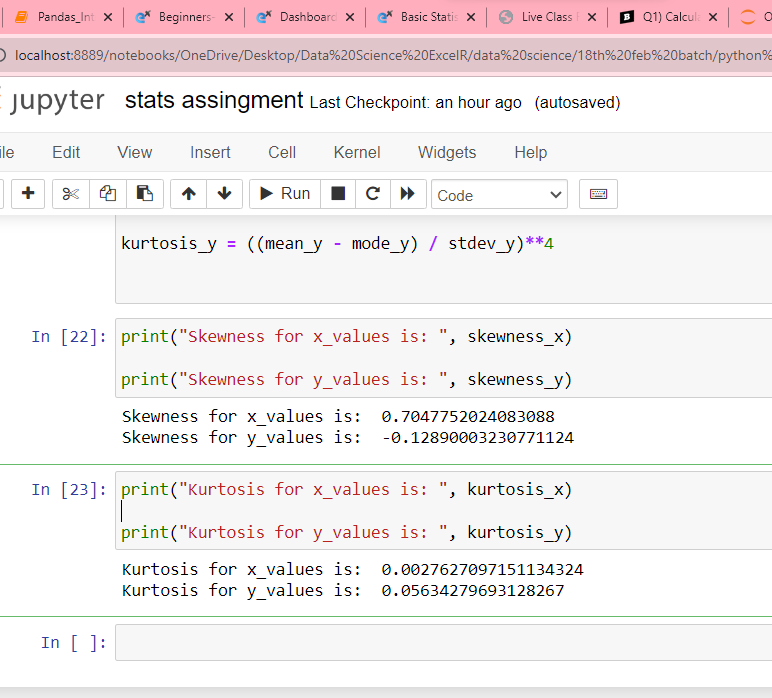 Pandas_Int
Beginners-
Dashboard
Basic Statis
Live Class
Q1) Calcula
localhost:8889/notebooks/OneDrive/Desktop/Data%20Science%20ExcelR/data%20science/18th%20feb%20batch/python%
jupyter stats assingment Last Checkpoint: an hour ago (autosaved)
Edit View Insert Cell Kernel Widgets Help
Run Code
kurtosis_y = ((mean_y - mode_y) / stdev_y)**4
In [22]: print("Skewness for x_values is: ", skewness_x)
print("Skewness for y_values is: ", skewness_y)
Skewness for x_values is:  0.7047752024083088
Skewness for y_values is:  -0.12890003230771124
In [23]: print("Kurtosis for x_values is: ", kurtosis_x)
print("Kurtosis for y_values is: ", kurtosis_y)
Kurtosis for x_values is:  0.0027627097151134324
Kurtosis for y_values is:  0.05634279693128267
In [ ]: